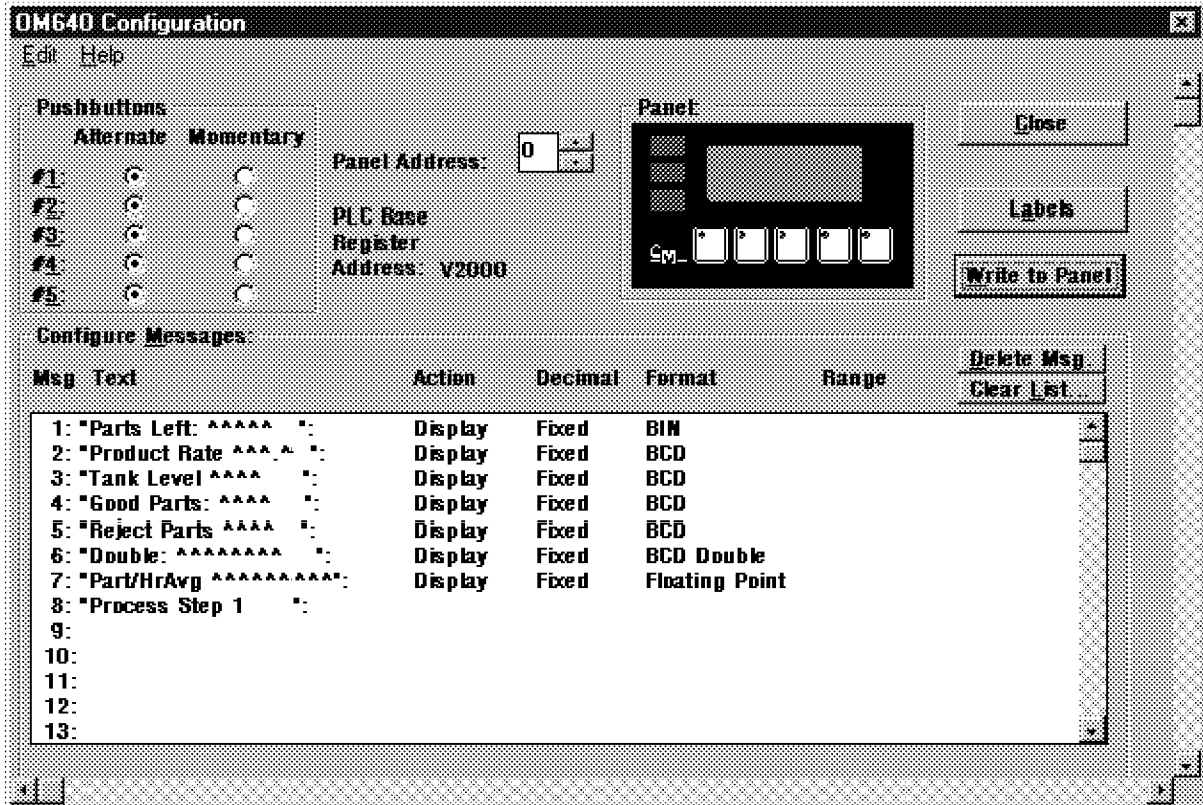 OM640 Configuration
Edit Help
Pushbuttons
Alternate Momentary
#1:
#2:
#3:
#4:
#5:
Panel Address: 0
PLC Base
Register
Address: V2000
Panel:
Close
Labels
Write to Panel
Configure Messages:
Delete Msg.
Clear List...
Msg Text Action Decimal Format Range
1: "Parts Left: ^^^^^ ": Display Fixed BIN
2: "Product Rate ^^^.^ ": Display Fixed BCD
3: "Tank Level ^^^^ ": Display Fixed BCD
4: "Good Parts: ^^^^ ": Display Fixed BCD
5: "Reject Parts ^^^^ ": Display Fixed BCD
6: "Double: ^^^^^^^^ ": Display Fixed BCD Double
7: "Part/HrAvg ^^^^^^.^^^": Display Fixed Floating Point
8: "Process Step 1 ":
9:
10:
11:
12:
13: